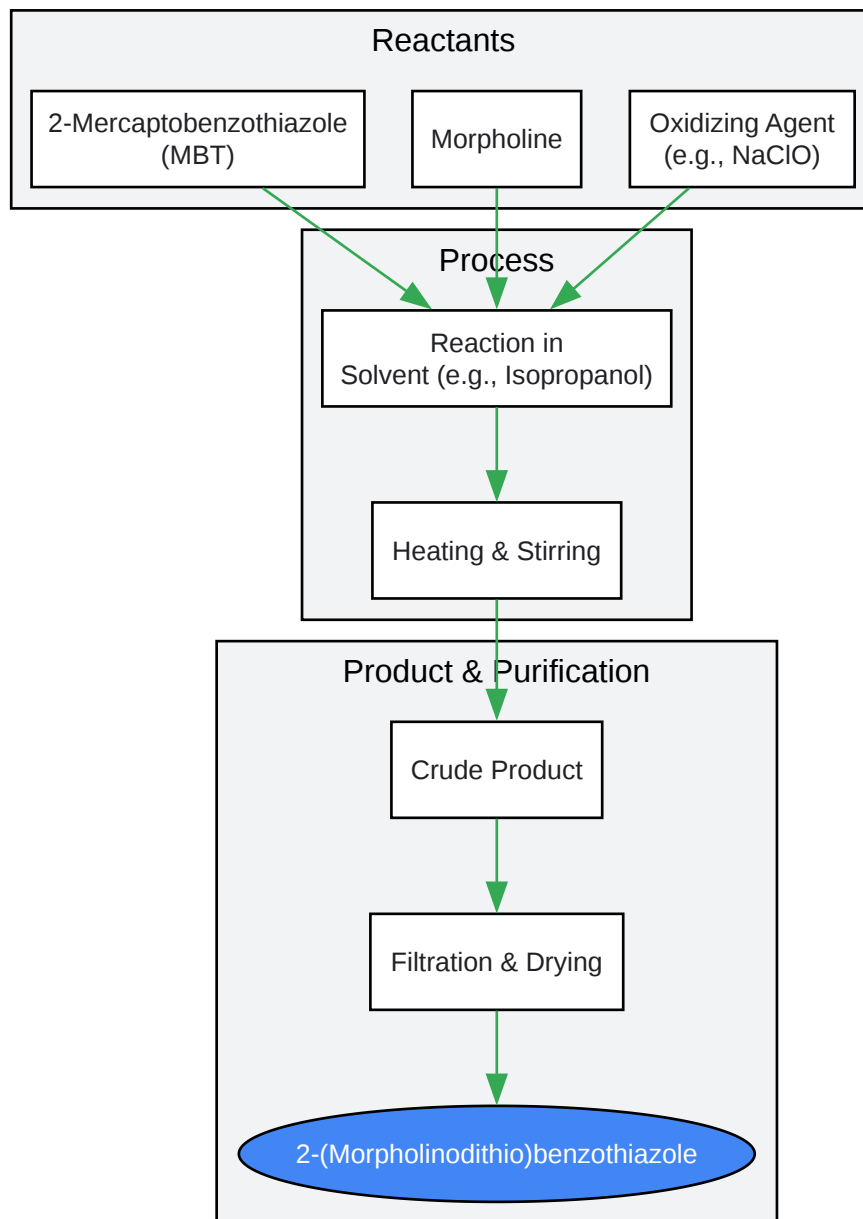 Reactants
2-Mercaptobenzothiazole
(MBT)
Morpholine
Oxidizing Agent
(e.g., NaClO)
Process
Reaction in
Solvent (e.g., Isopropanol)
Heating & Stirring
Product & Purification
Crude Product
Filtration & Drying
2-(Morpholinodithio)benzothiazole